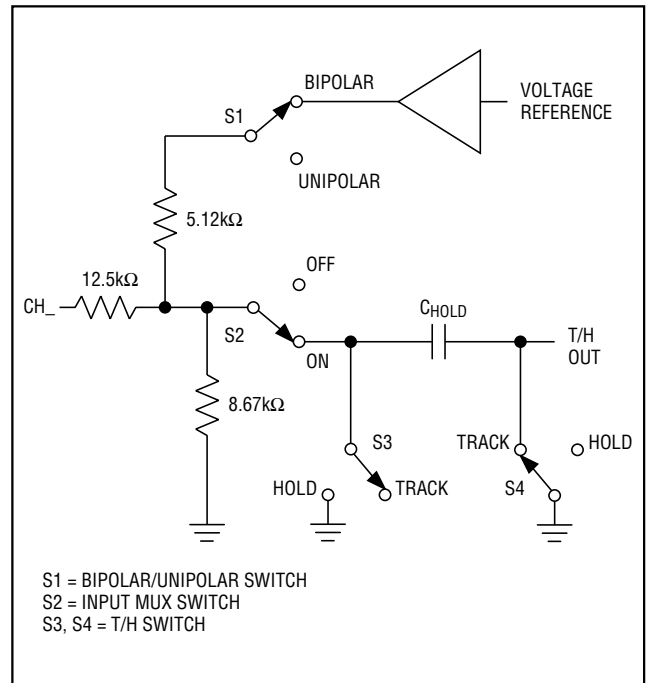 BIPOLAR
VOLTAGE
REFERENCE
S1
UNIPOLAR
5.12kΩ
12.5kΩ
OFF
CH_
CHOLD
S2
T/H
OUT
ON
8.67kΩ
S3
TRACK
HOLD
HOLD
TRACK
S4
S1 = BIPOLAR/UNIPOLAR SWITCH
S2 = INPUT MUX SWITCH
S3, S4 = T/H SWITCH